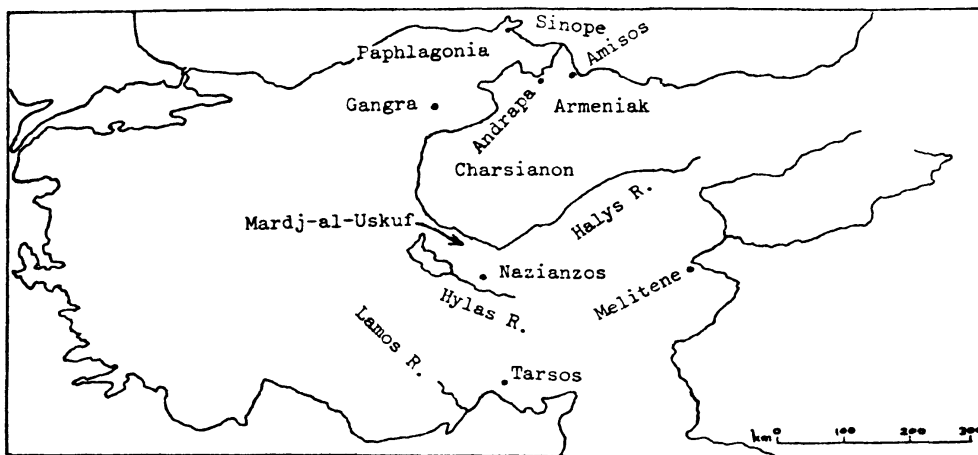 Sinope
Paphlagonia
Amisos
Gangra
Andrapa
Armeniak
Charsianon
Halys R.
Mardj-al-Uskuf
Nazianzos
Hylas R.
Melitene
Lamos R.
Tarsos
km 0 100 200 300